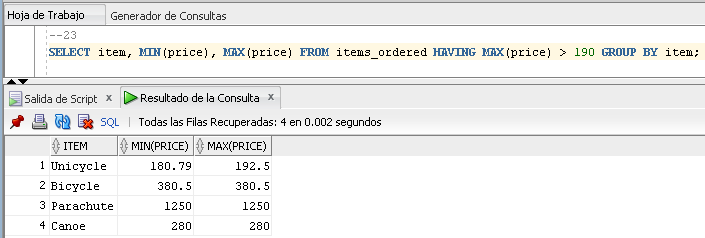 Hoja de Trabajo Generador de Consultas
--23
SELECT item, MIN(price), MAX(price) FROM items_ordered HAVING MAX(price) > 190 GROUP BY item;
Salida de Script x Resultado de la Consulta x
SQL | Todas las Filas Recuperadas: 4 en 0.002 segundos
ITEM MIN(PRICE) MAX(PRICE)
1 Unicycle 180.79 192.5
2 Bicycle 380.5 380.5
3 Parachute 1250 1250
4 Canoe 280 280